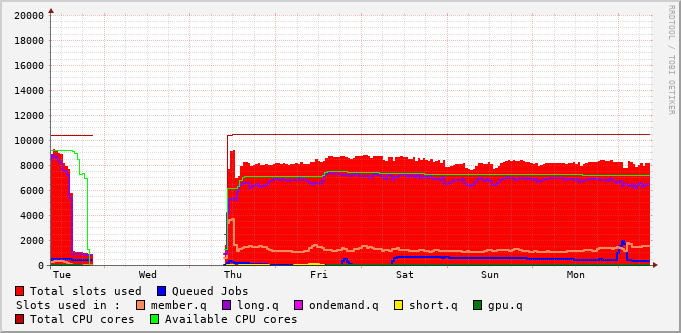 RRDTOOL / TOBI OETIKER
20000
18000
16000
14000
12000
10000
8000
6000
4000
2000
0
Tue Wed Thu Fri Sat Sun Mon
Total slots used Queued Jobs
Slots used in : member.q long.q ondemand.q short.q gpu.q
Total CPU cores Available CPU cores